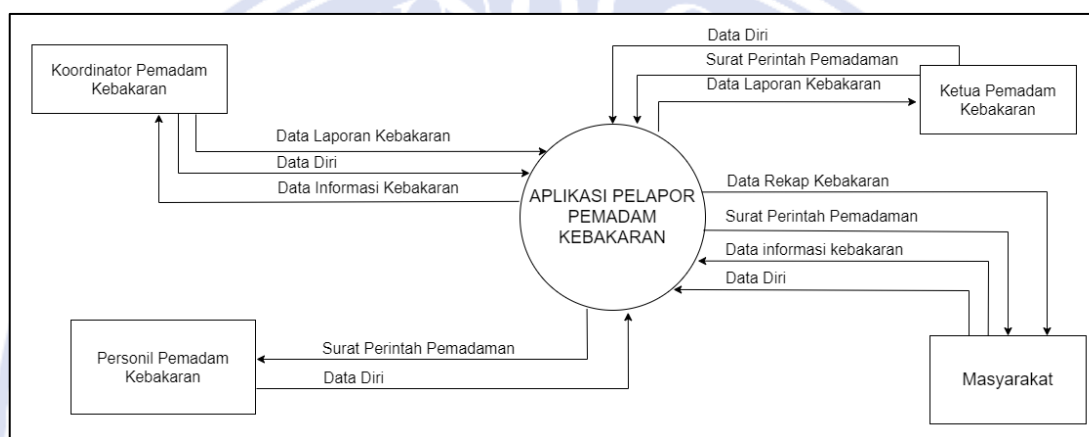 Data Diri
Surat Perintah Pemadaman
Data Laporan Kebakaran
Koordinator Pemadam
Kebakaran
Ketua Pemadam
Kebakaran
Data Laporan Kebakaran
Data Diri
Data Informasi Kebakaran
APLIKASI PELAPOR
PEMADAM
KEBAKARAN
Data Rekap Kebakaran
Surat Perintah Pemadaman
Data informasi kebakaran
Data Diri
Personil Pemadam
Kebakaran
Surat Perintah Pemadaman
Data Diri
Masyarakat